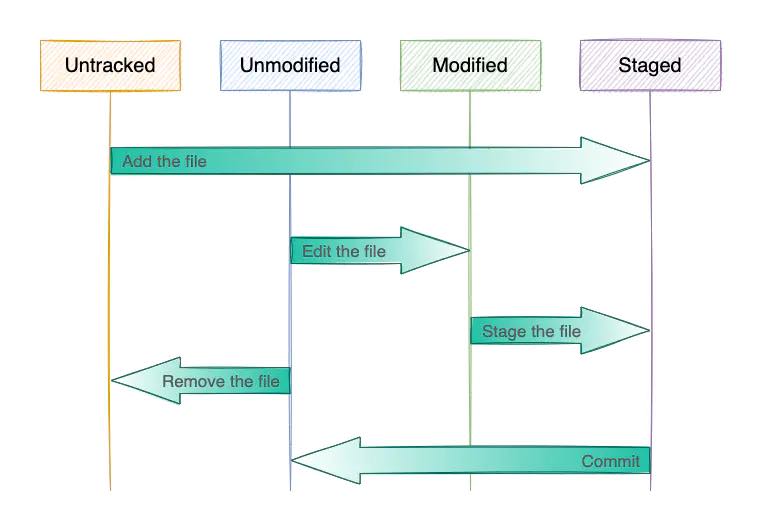 Untracked
Unmodified
Modified
Staged
Add the file
Edit the file
Stage the file
Remove the file
Commit